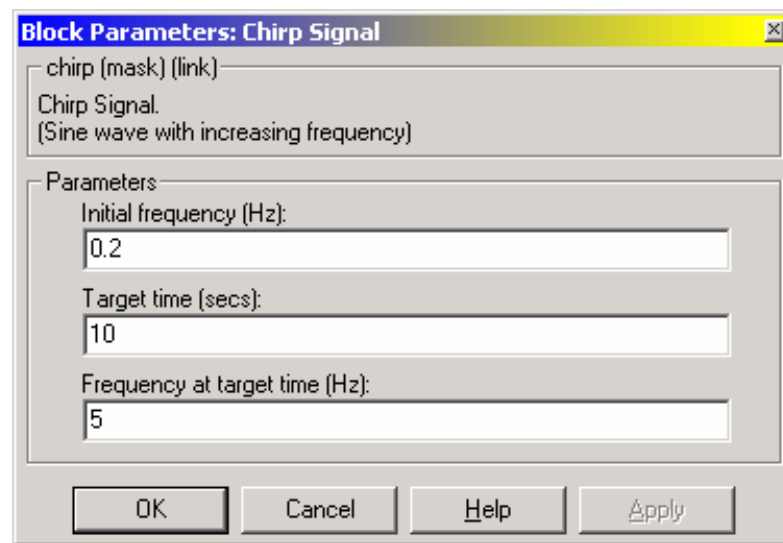 Block Parameters: Chirp Signal
chirp (mask) (link)
Chirp Signal.
(Sine wave with increasing frequency)
Parameters
Initial frequency (Hz):
0.2
Target time (secs):
10
Frequency at target time (Hz):
5
OK Cancel Help Apply